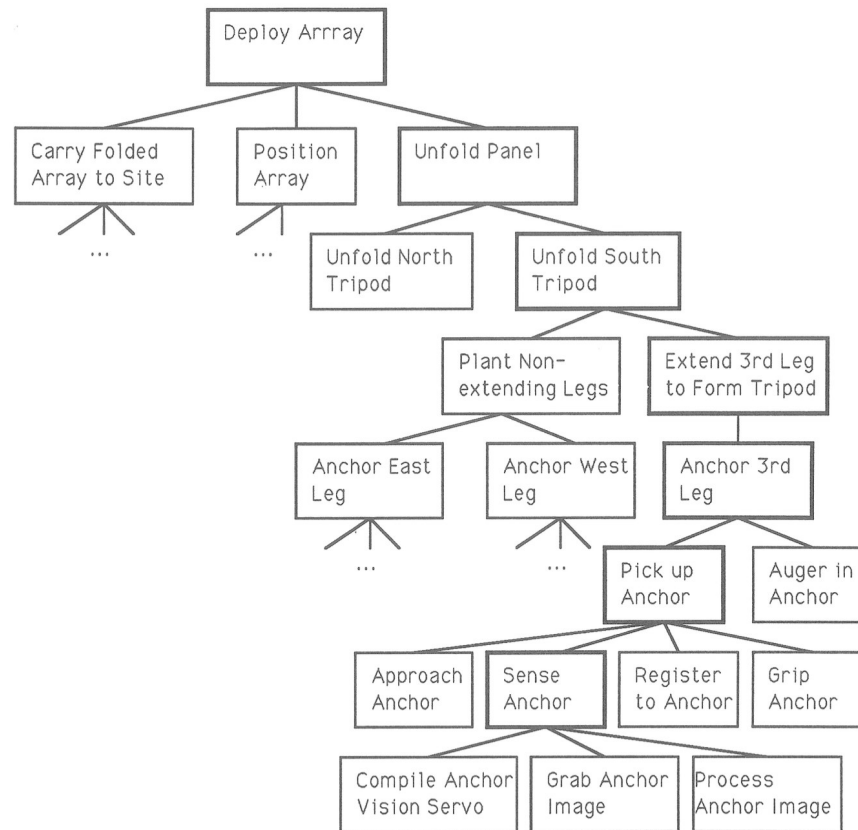 Deploy Arrray
Carry Folded
Array to Site
Position
Array
Unfold Panel
...
...
Unfold North
Tripod
Unfold South
Tripod
Plant Non-
extending Legs
Extend 3rd Leg
to Form Tripod
Anchor East
Leg
Anchor West
Leg
Anchor 3rd
Leg
...
...
Pick up
Anchor
Auger in
Anchor
Approach
Anchor
Sense
Anchor
Register
to Anchor
Grip
Anchor
Compile Anchor
Vision Servo
Grab Anchor
Image
Process
Anchor Image